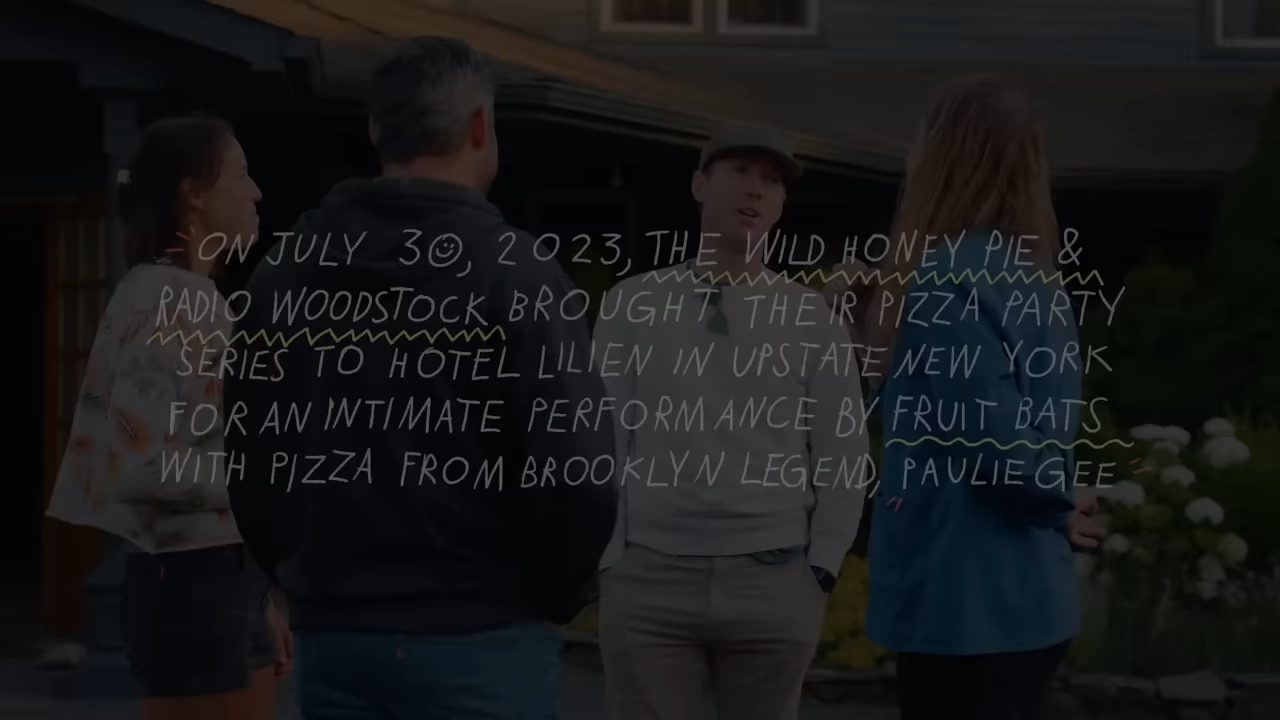 ON JULY 3☺, 2023, THE WILD HONEY PIE &
RADIO WOODSTOCK BROUGHT THEIR PIZZA PARTY
SERIES TO HOTEL LILIEN IN UPSTATE NEW YORK
FOR AN INTIMATE PERFORMANCE BY FRUIT BATS
WITH PIZZA FROM BROOKLYN LEGEND, PAULIE GEE